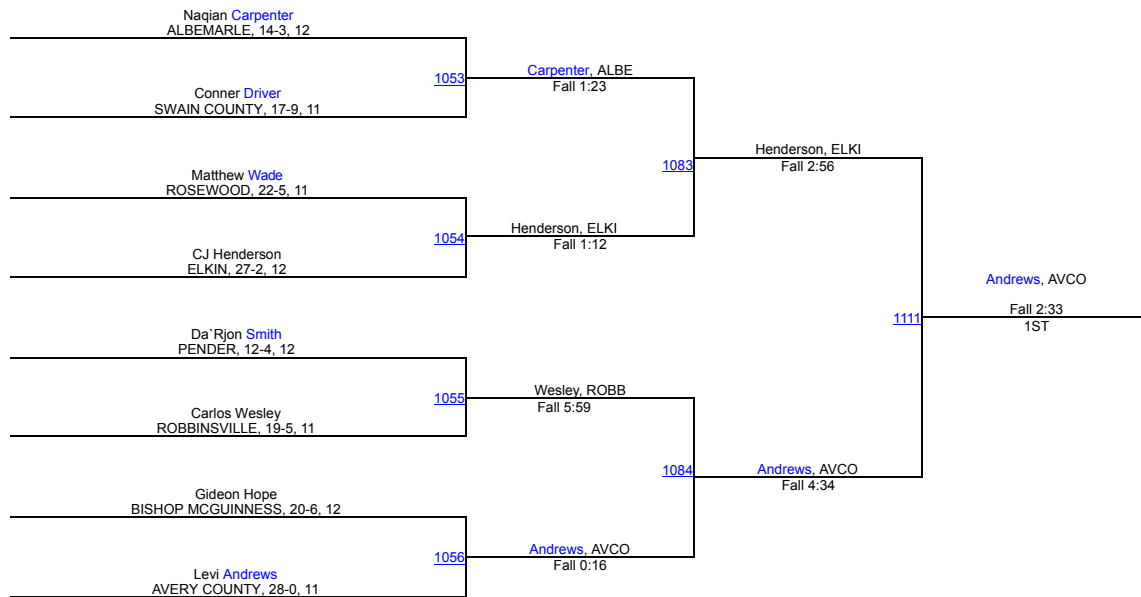 Naqian Carpenter
ALBEMARLE, 14-3, 12
1053
Conner Driver
SWAIN COUNTY, 17-9, 11
Carpenter, ALBE
Fall 1:23
Matthew Wade
ROSEWOOD, 22-5, 11
1054
CJ Henderson
ELKIN, 27-2, 12
Henderson, ELKI
Fall 1:12
1083
Henderson, ELKI
Fall 2:56
Da`Rjon Smith
PENDER, 12-4, 12
1055
Carlos Wesley
ROBBINSVILLE, 19-5, 11
Wesley, ROBB
Fall 5:59
Gideon Hope
BISHOP MCGUINNESS, 20-6, 12
1056
Levi Andrews
AVERY COUNTY, 28-0, 11
Andrews, AVCO
Fall 0:16
1084
Andrews, AVCO
Fall 4:34
1111
Andrews, AVCO
Fall 2:33
1ST